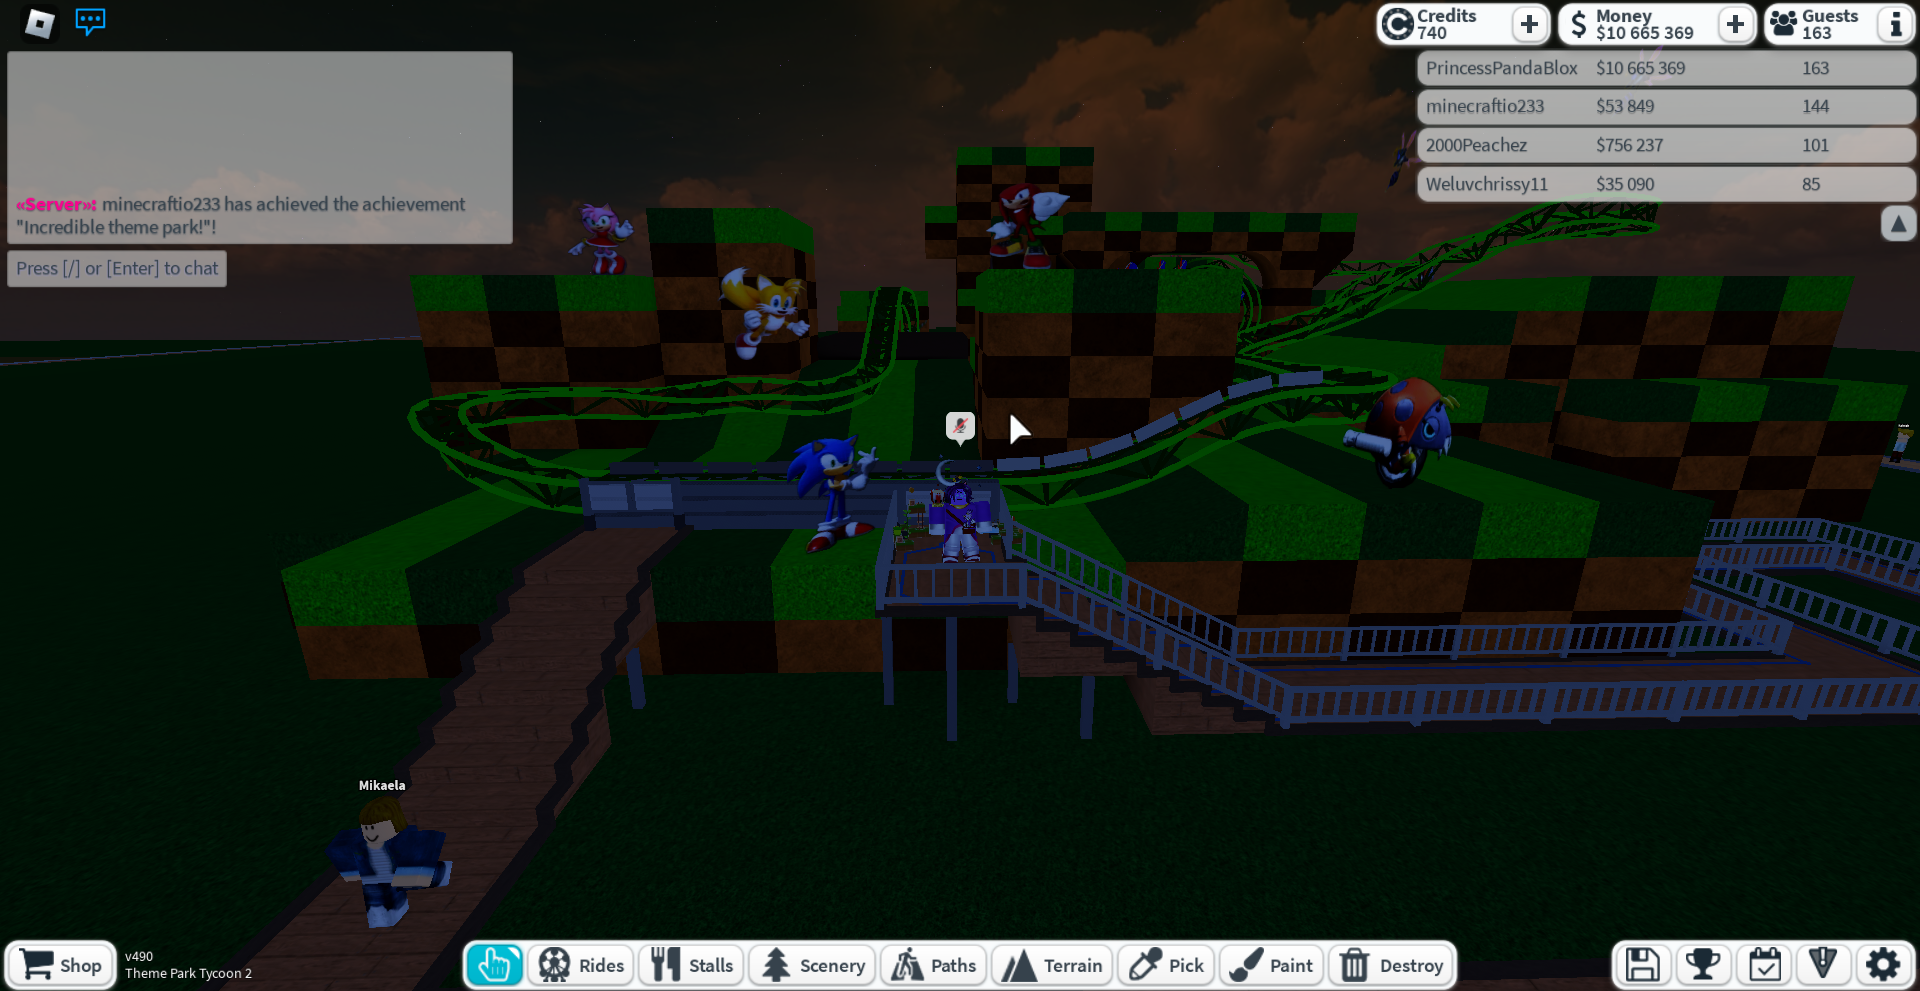 Credits
740
+
$
Money
$10 665 369
+
Guests
163
PrincessPandaBlox $10 665 369 163
minecraftio233 $53 849 144
2000Peachez $756 237 101
Weluvchrissy11 $35 090 85
«Server»: minecraftio233 has achieved the achievement
"Incredible theme park!"!
Press [/] or [Enter] to chat
Mikaela
Shop
v490
Theme Park Tycoon 2
Rides
Stalls
Scenery
Paths
Terrain
Pick
Paint
Destroy